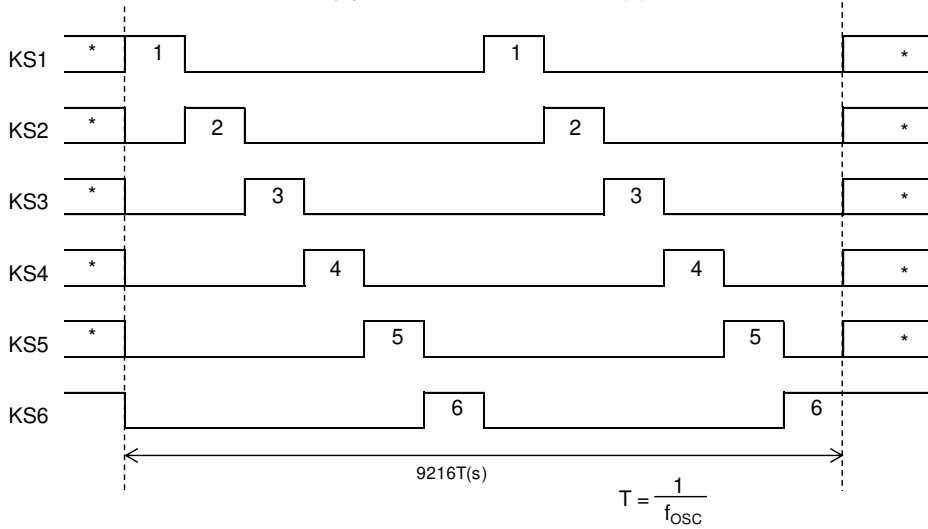 KS1 * 1 1 *
KS2 * 2 2 *
KS3 * 3 3 *
KS4 * 4 4 *
KS5 * 5 5 *
KS6 6 6
9216T(s)
T = 1 / fOSC